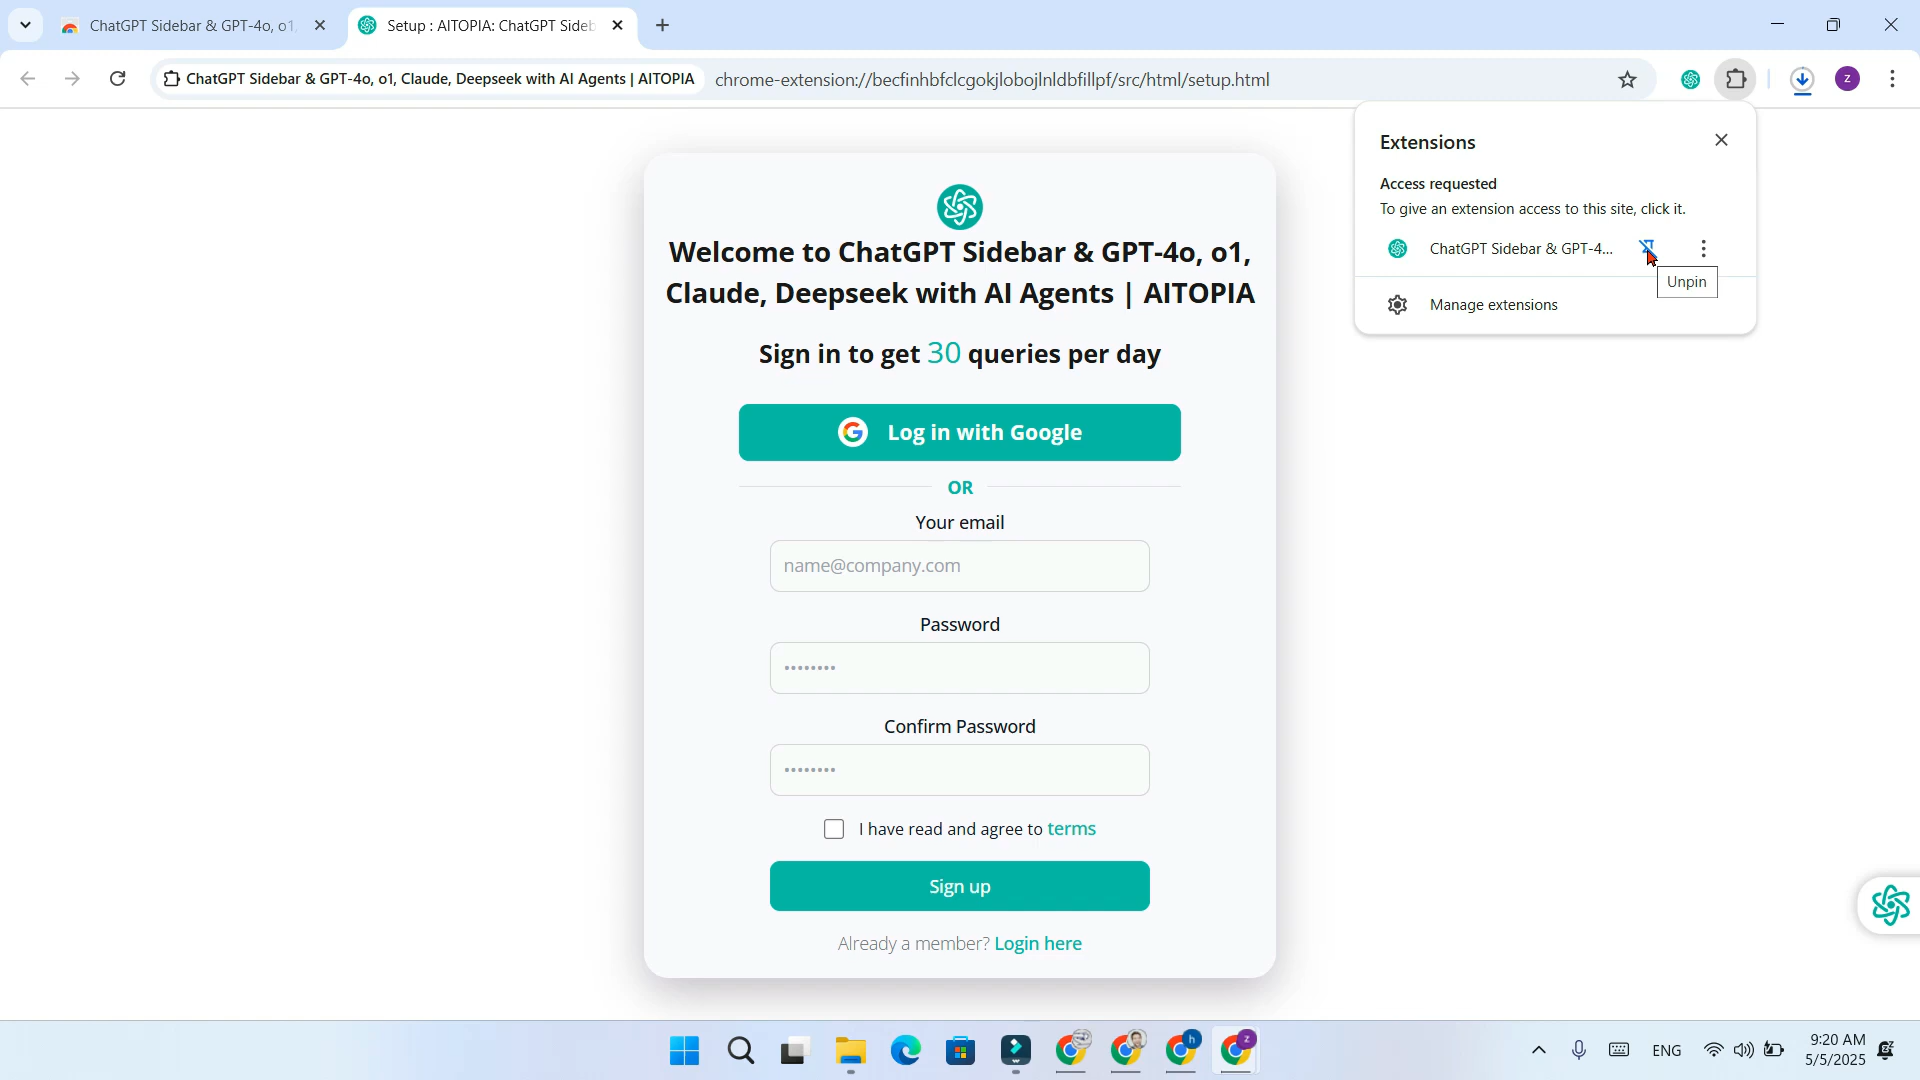 ChatGPT Sidebar & GPT-4o, o1,
Setup : AITOPIA: ChatGPT Sideb
ChatGPT Sidebar & GPT-4o, o1, Claude, Deepseek with AI Agents | AITOPIA
chrome-extension://becfinhbfclcgokjlobojlnldbfillpf/src/html/setup.html
z
Extensions
Access requested
To give an extension access to this site, click it.
ChatGPT Sidebar & GPT-4...
Unpin
Manage extensions
Welcome to ChatGPT Sidebar & GPT-4o, o1,
Claude, Deepseek with AI Agents | AITOPIA
Sign in to get 30 queries per day
Log in with Google
OR
Your email
name@company.com
Password
Confirm Password
I have read and agree to terms
Sign up
Already a member? Login here
h
z
ENG
9:20 AM
5/5/2025